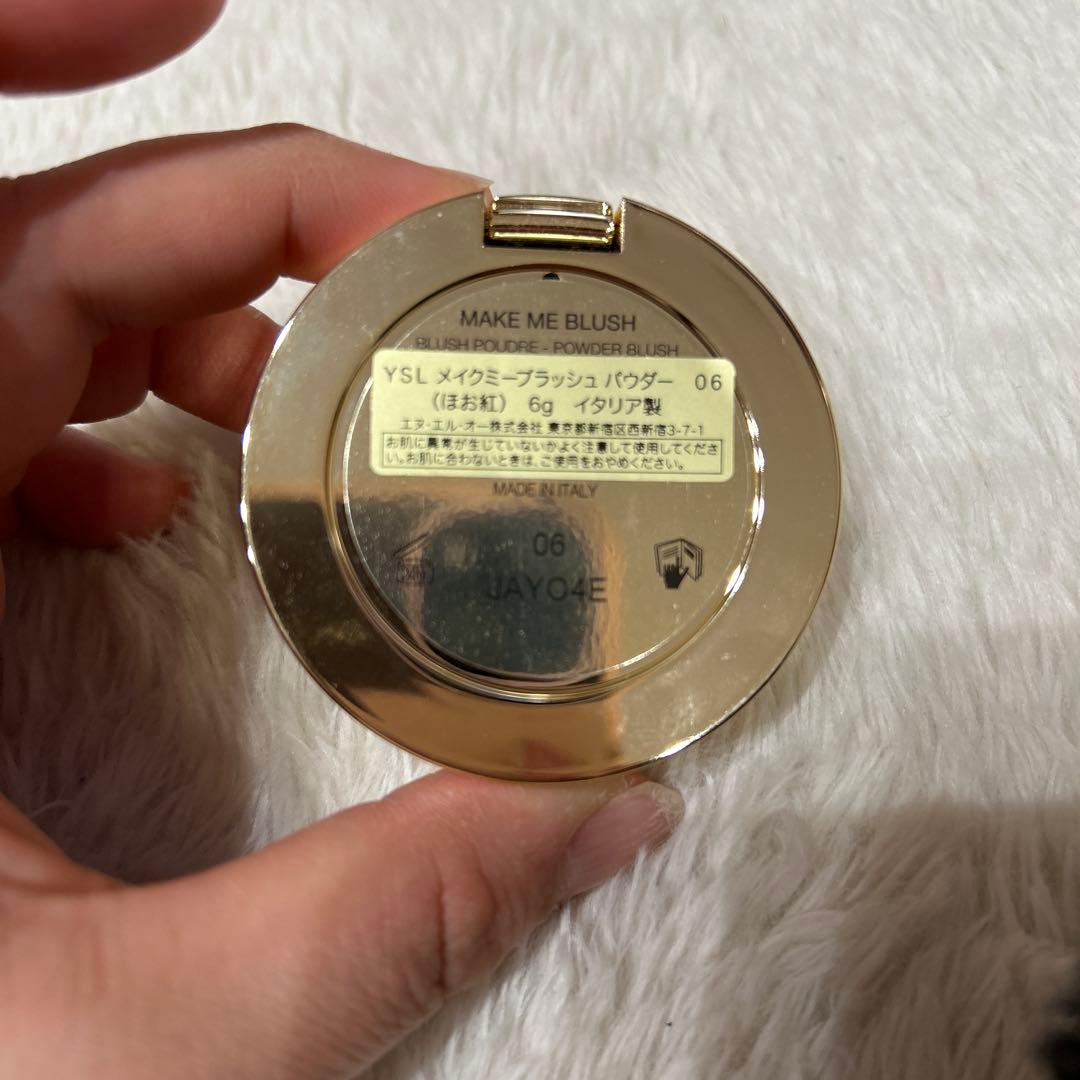 MAKE ME BLUSH
BLUSH POUDRE - POWDER BLUSH
YSL メイクミーブラッシュ パウダー 06
（ほお紅） 6g イタリア製
エヌ・エル・オー株式会社 東京都新宿区西新宿3-7-1
お肌に異常が生じていないかよく注意して使用してくださ
い。お肌に合わないときは、ご使用をおやめください。
MADE IN ITALY
06
JAYO4E